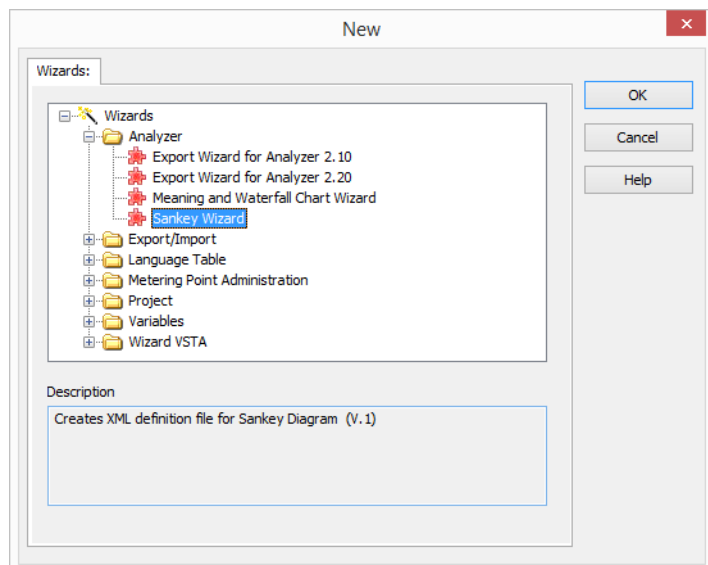 New
Wizards:
OK
Cancel
Help
Wizards
Analyzer
Export Wizard for Analyzer 2.10
Export Wizard for Analyzer 2.20
Meaning and Waterfall Chart Wizard
Sankey Wizard
Export/Import
Language Table
Metering Point Administration
Project
Variables
Wizard VSTA
Description
Creates XML definition file for Sankey Diagram (V.1)